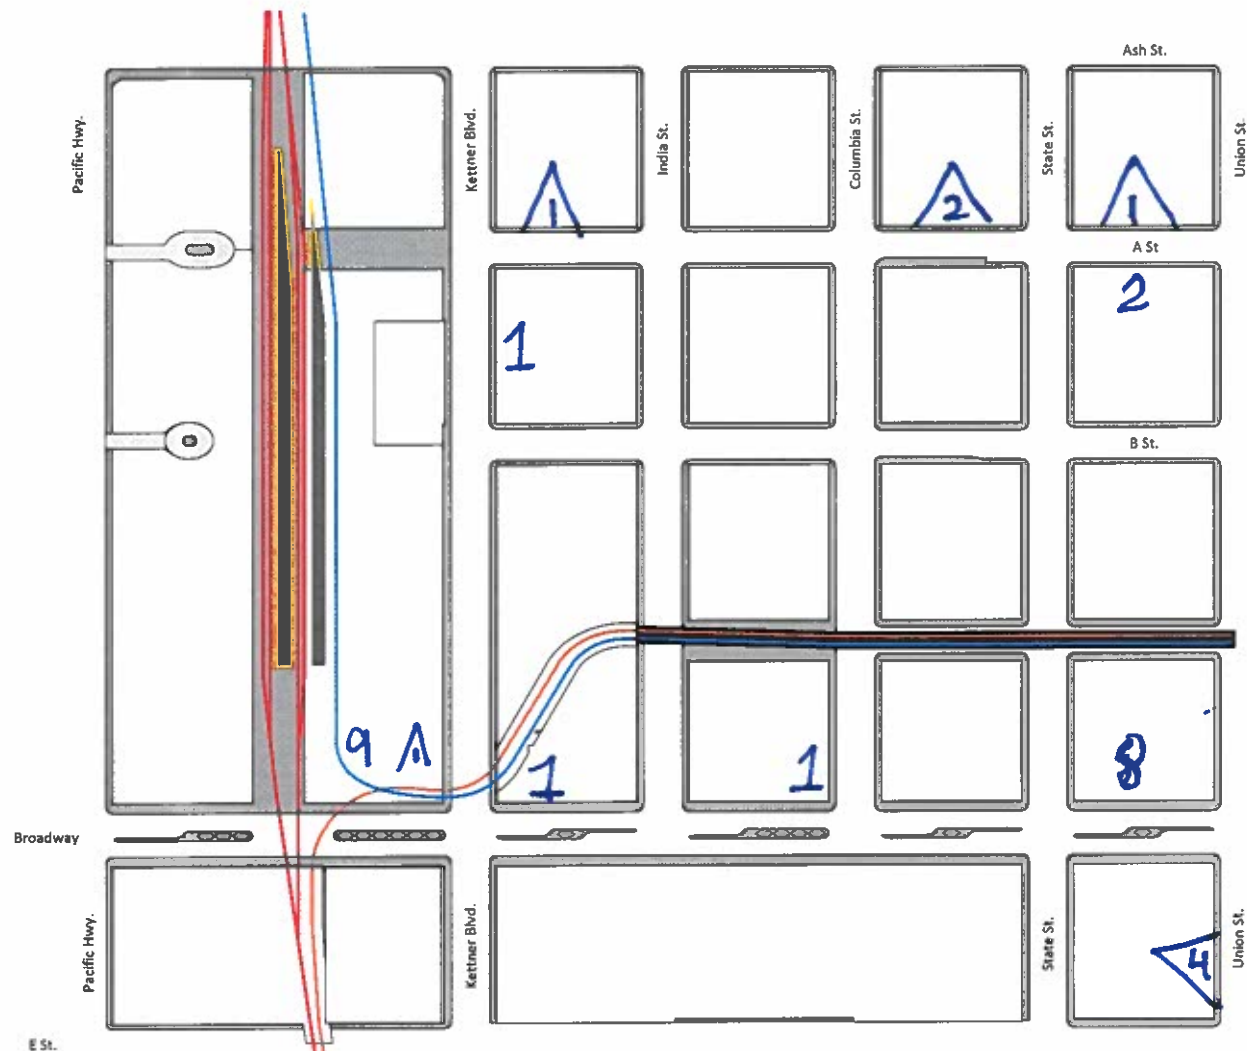 Ash St.
Pacific Hwy.
Kettner Blvd.
India St.
Columbia St.
State St.
Union St.
1
2
1
A St
1
2
B St.
9
1
1
8
Broadway
Pacific Hwy.
Kettner Blvd.
State St.
Union St.
4
E St.